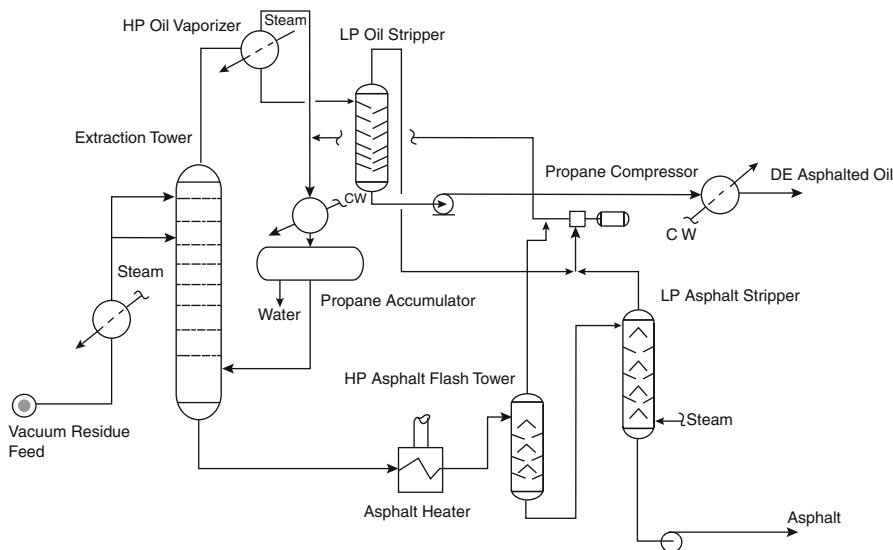 HP Oil Vaporizer
Steam
LP Oil Stripper
Extraction Tower
Propane Compressor
DE Asphalted Oil
CW
C W
Steam
Water
Propane Accumulator
LP Asphalt Stripper
HP Asphalt Flash Tower
Steam
Vacuum Residue
Feed
Asphalt Heater
Asphalt